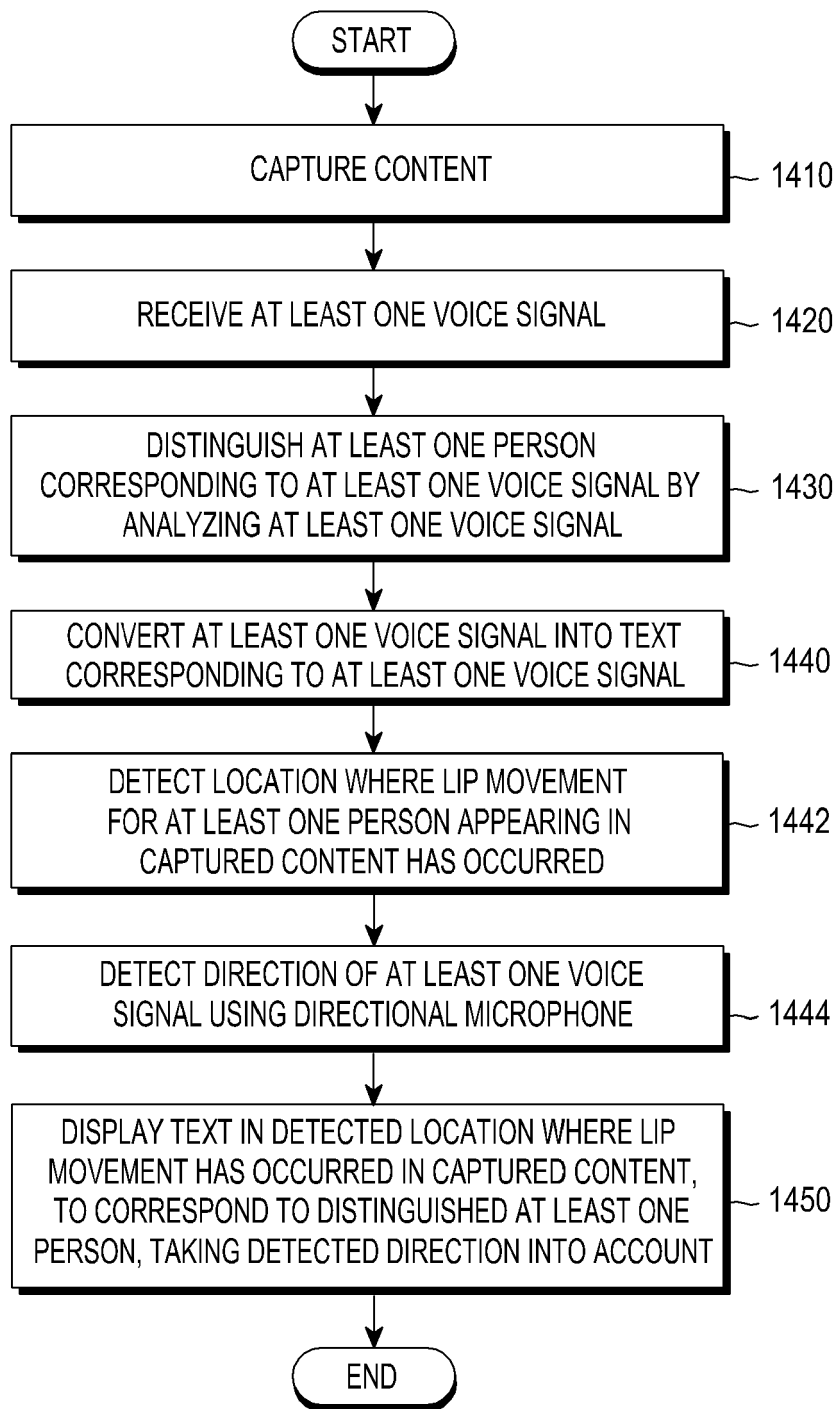 START
CAPTURE CONTENT
1410
RECEIVE AT LEAST ONE VOICE SIGNAL
1420
DISTINGUISH AT LEAST ONE PERSON
CORRESPONDING TO AT LEAST ONE VOICE SIGNAL BY
ANALYZING AT LEAST ONE VOICE SIGNAL
1430
CONVERT AT LEAST ONE VOICE SIGNAL INTO TEXT
CORRESPONDING TO AT LEAST ONE VOICE SIGNAL
1440
DETECT LOCATION WHERE LIP MOVEMENT
FOR AT LEAST ONE PERSON APPEARING IN
CAPTURED CONTENT HAS OCCURRED
1442
DETECT DIRECTION OF AT LEAST ONE VOICE
SIGNAL USING DIRECTIONAL MICROPHONE
1444
DISPLAY TEXT IN DETECTED LOCATION WHERE LIP
MOVEMENT HAS OCCURRED IN CAPTURED CONTENT,
TO CORRESPOND TO DISTINGUISHED AT LEAST ONE
PERSON, TAKING DETECTED DIRECTION INTO ACCOUNT
1450
END